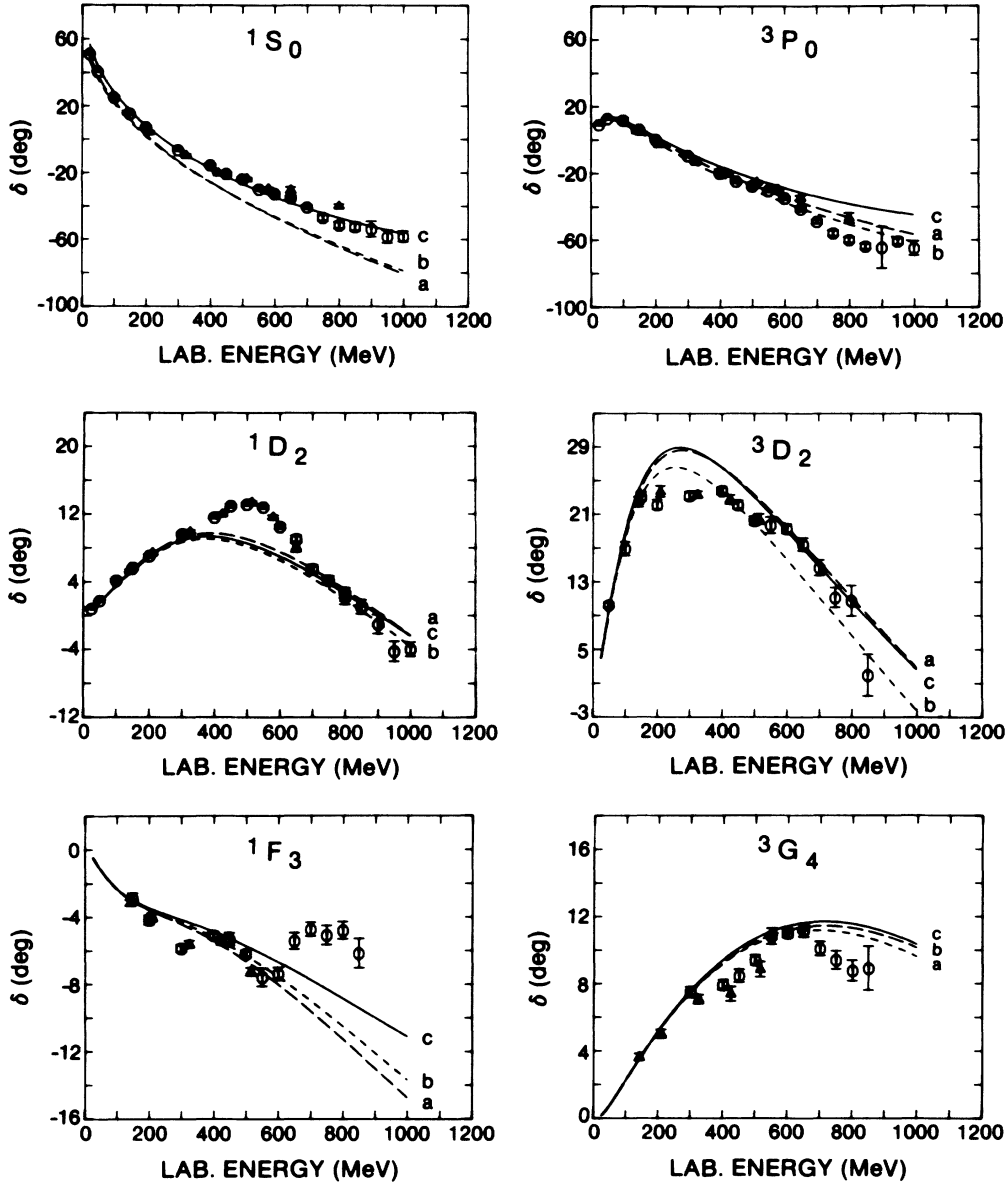 ¹S₀
60
20
-20
-60
-100
δ (deg)
c
b
a
0 200 400 600 800 1000 1200
LAB. ENERGY (MeV)
³P₀
60
20
-20
-60
-100
δ (deg)
c
a
b
0 200 400 600 800 1000 1200
LAB. ENERGY (MeV)
¹D₂
20
12
4
-4
-12
δ (deg)
a
c
b
0 200 400 600 800 1000 1200
LAB. ENERGY (MeV)
³D₂
29
21
13
5
-3
δ (deg)
a
c
b
0 200 400 600 800 1000 1200
LAB. ENERGY (MeV)
¹F₃
0
-4
-8
-12
-16
δ (deg)
c
b
a
0 200 400 600 800 1000 1200
LAB. ENERGY (MeV)
³G₄
16
12
8
4
0
δ (deg)
c
b
a
0 200 400 600 800 1000 1200
LAB. ENERGY (MeV)